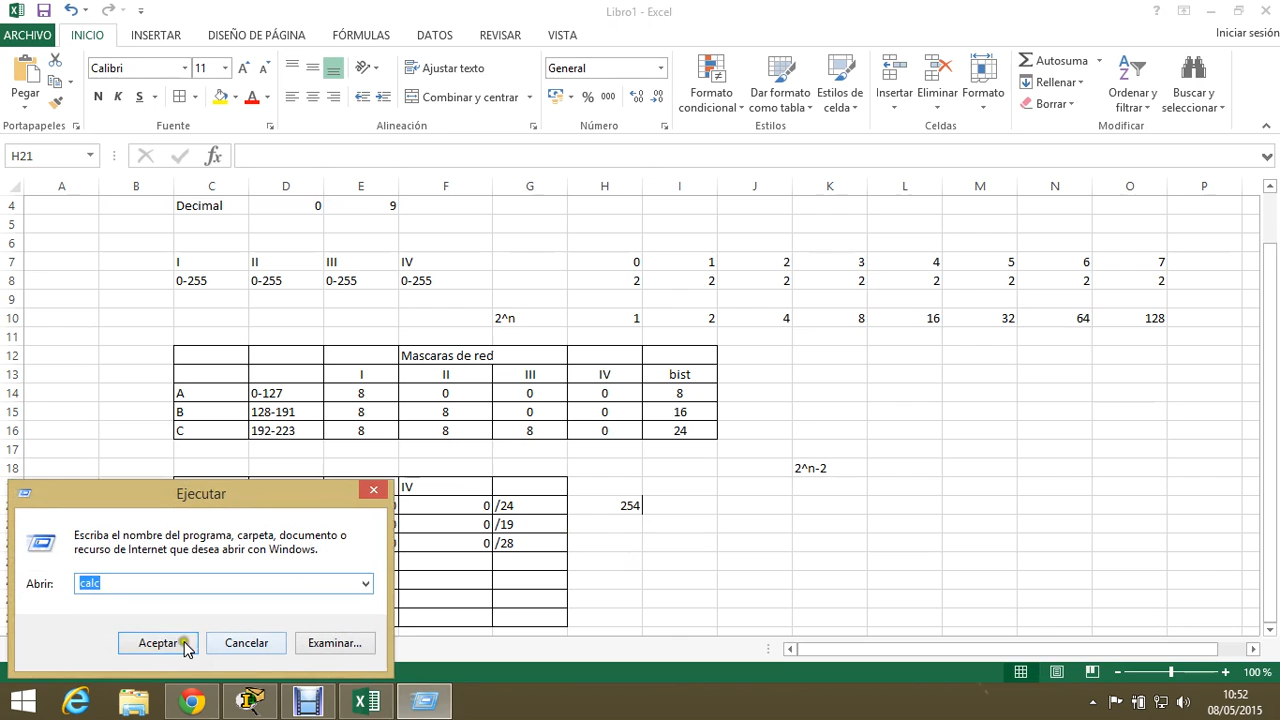 Libro1 - Excel
ARCHIVO INICIO INSERTAR DISEÑO DE PÁGINA FÓRMULAS DATOS REVISAR VISTA Iniciar sesión
Calibri 11 Ajustar texto General Autosuma
Pegar N K S Combinar y centrar % 000 Formato condicional Dar formato como tabla Estilos de celda Insertar Eliminar Formato Rellenar Borrar Ordenar y filtrar Buscar y seleccionar
Portapapeles Fuente Alineación Número Estilos Celdas Modificar
H21 fx
A B C D E F G H I J K L M N O P
4 Decimal 0 9
5
6
7 I II III IV 0 1 2 3 4 5 6 7
8 0-255 0-255 0-255 0-255 2 2 2 2 2 2 2 2
9
10 2^n 1 2 4 8 16 32 64 128
11
12 Mascaras de red
13 I II III IV bist
14 A 0-127 8 0 0 0 8
15 B 128-191 8 8 0 0 16
16 C 192-223 8 8 8 0 24
17
18 2^n-2
IV
0 /24 254
0 /19
0 /28
Ejecutar
Escriba el nombre del programa, carpeta, documento o
recurso de Internet que desea abrir con Windows.
Abrir: calc
Aceptar Cancelar Examinar...
100 %
10:52
08/05/2015